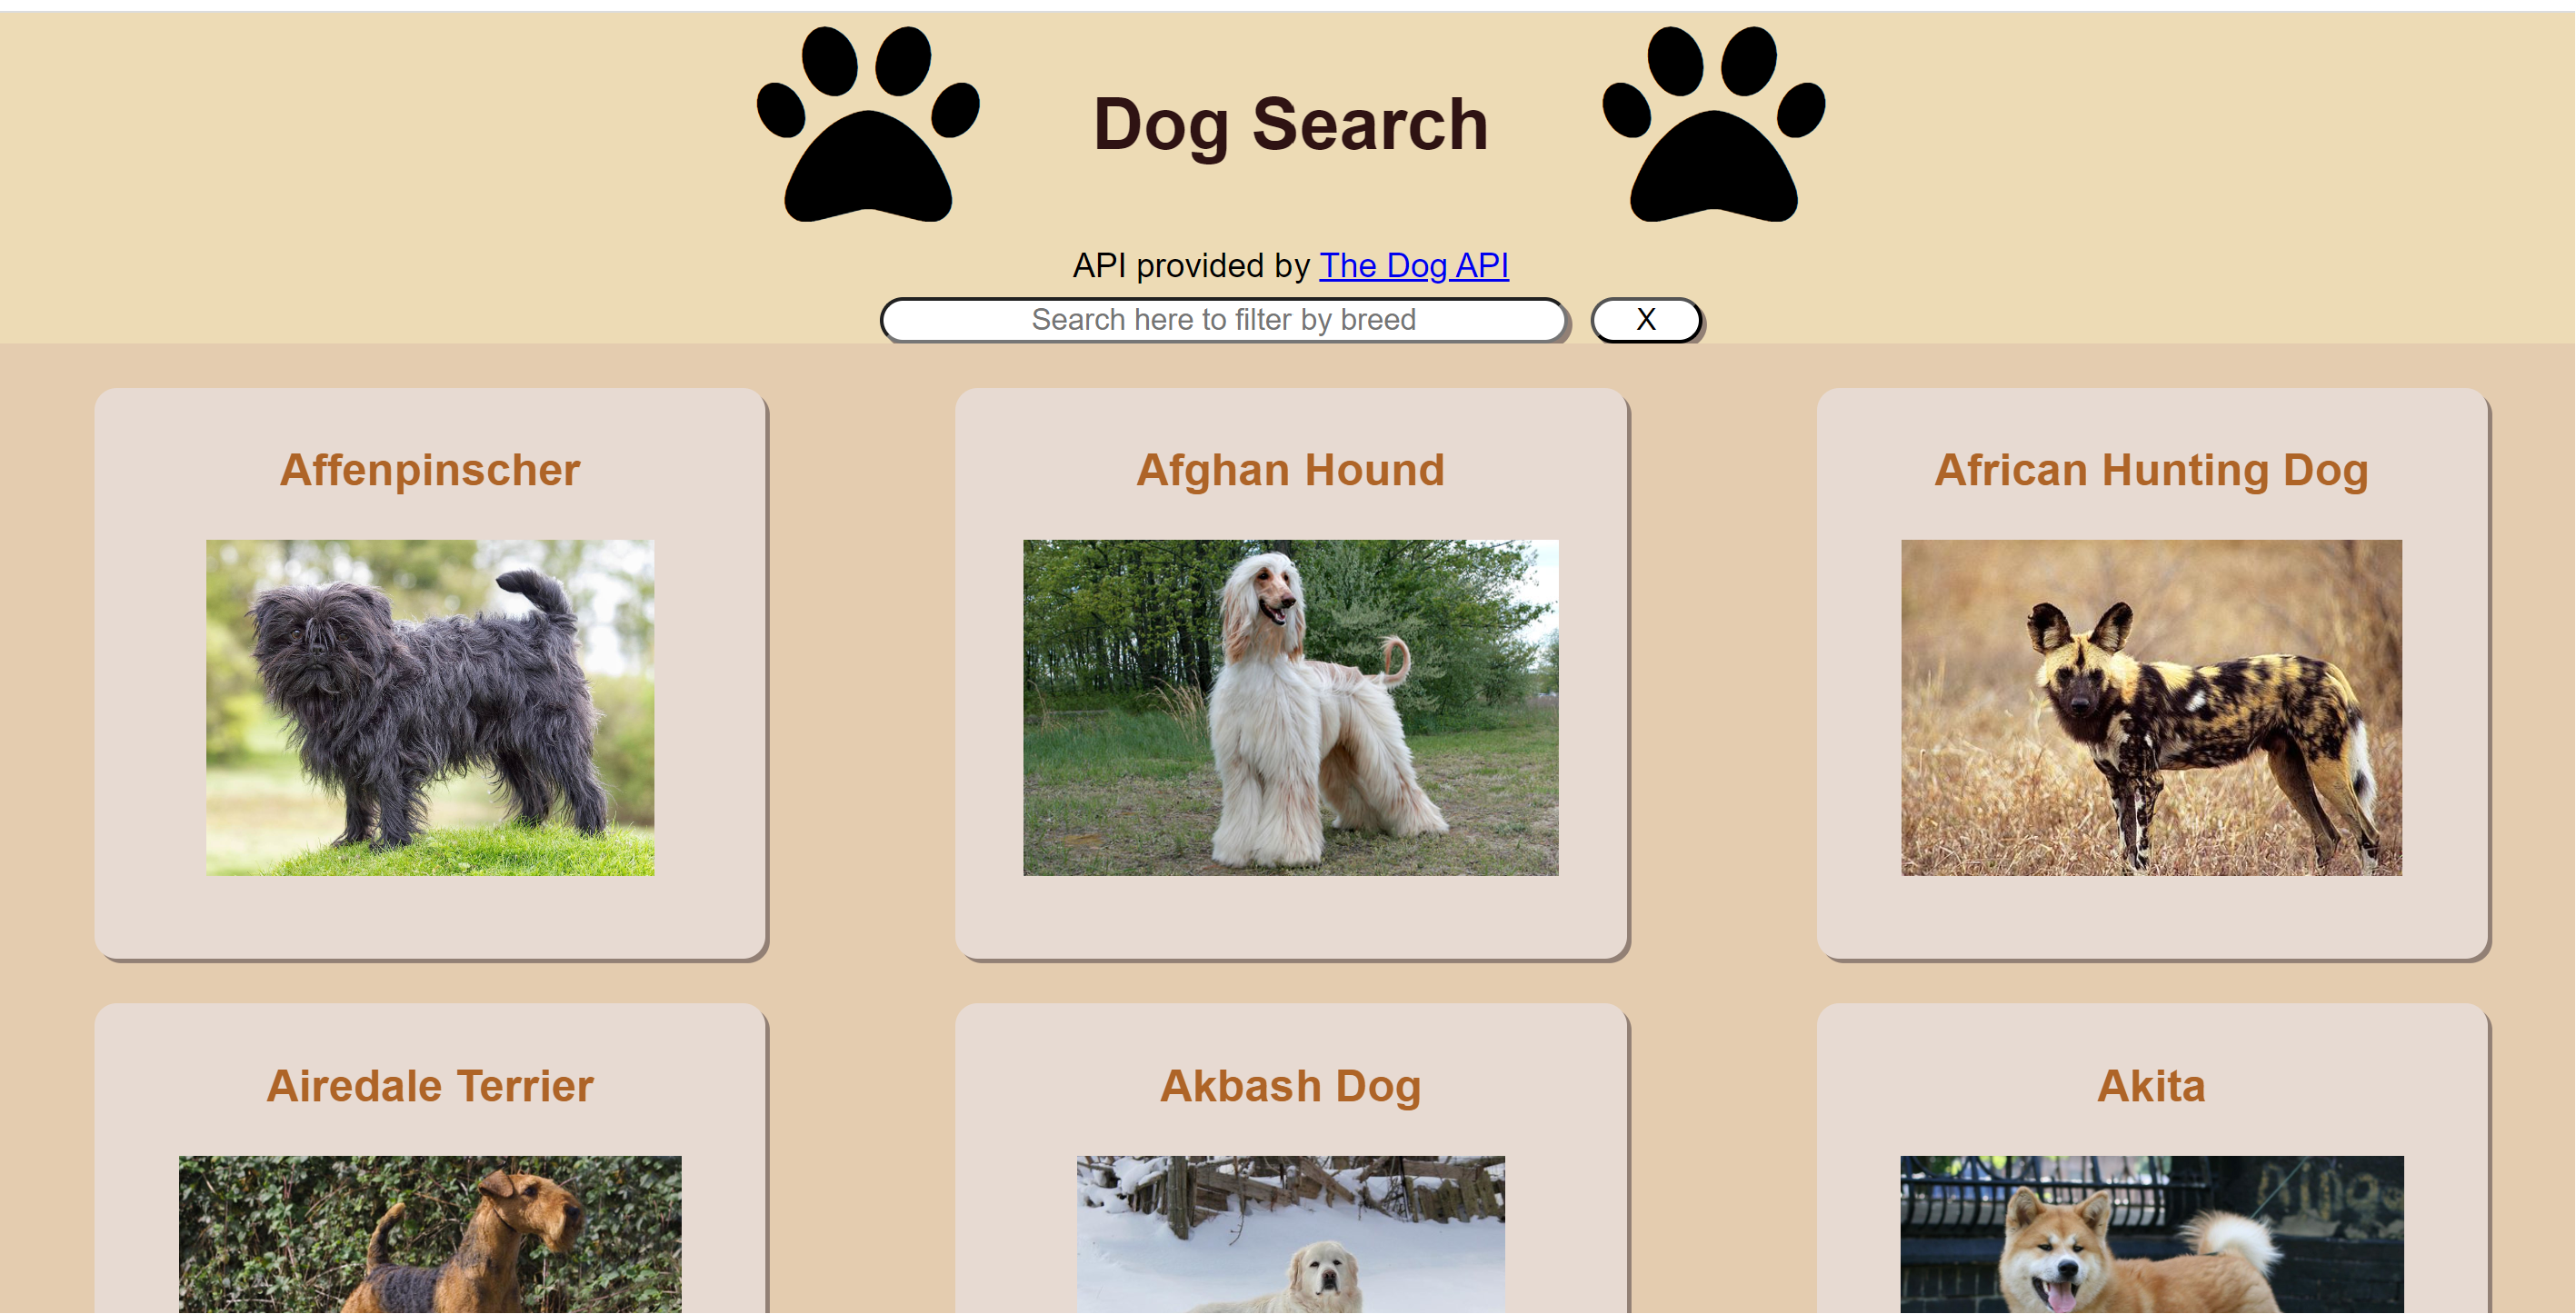 Dog Search
API provided by The Dog API
Search here to filter by breed
X
Affenpinscher
Afghan Hound
African Hunting Dog
Airedale Terrier
Akbash Dog
Akita